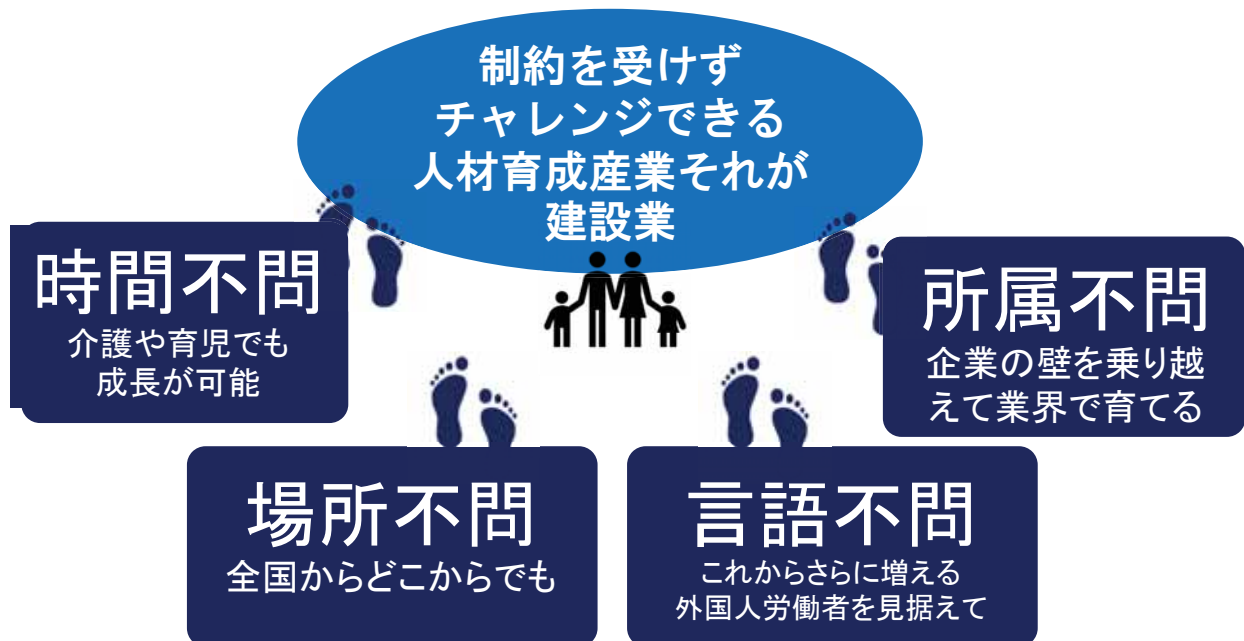 制約を受けず
チャレンジできる
人材育成産業それが
建設業
時間不問
介護や育児でも
成長が可能
所属不問
企業の壁を乗り越
えて業界で育てる
場所不問
全国からどこからでも
言語不問
これからさらに増える
外国人労働者を見据えて